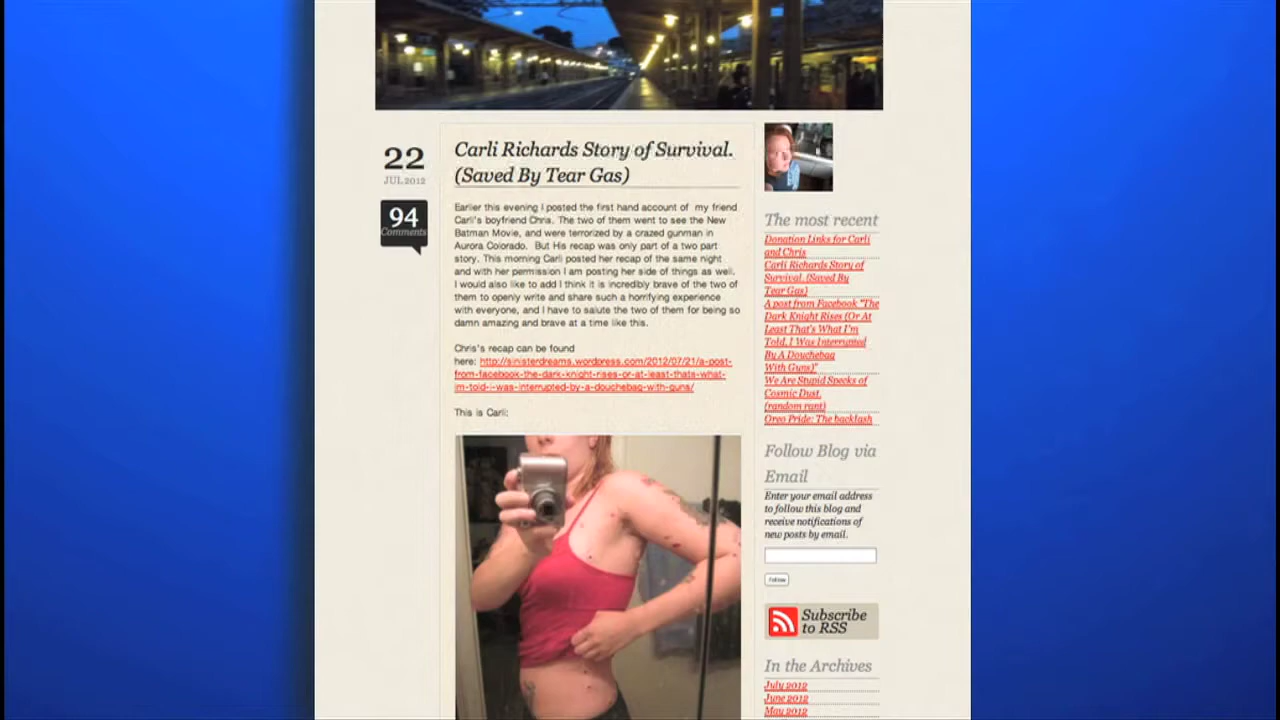 22
JUL 2012
94
Comments
Carli Richards Story of Survival.
(Saved By Tear Gas)
Earlier this evening I posted the first hand account of my friend
Carli's boyfriend Chris. The two of them went to see the New
Batman Movie, and were terrorized by a crazed gunman in
Aurora Colorado. But His recap was only part of a two part
story. This morning Carli posted her recap of the same night
and with her permission I am posting her side of things as well.
I would also like to add I think it is incredibly brave of the two of
them to openly write and share such a horrifying experience
with everyone, and I have to salute the two of them for being so
damn amazing and brave at a time like this.
Chris's recap can be found
here: http://sinisterdreams.wordpress.com/2012/07/21/a-post-
from-facebook-the-dark-knight-rises-or-at-least-thats-what-
im-told-i-was-interrupted-by-a-douchebag-with-guns/
This is Carli:
The most recent
Donation Links for Carli
and Chris
Carli Richards Story of
Survival. (Saved By
Tear Gas)
A post from Facebook "The
Dark Knight Rises (Or At
Least That's What I'm
Told, I Was Interrupted
By A Douchebag
With Guns)"
We Are Stupid Specks of
Cosmic Dust.
(random rant)
Oreo Pride: The backlash
Follow Blog via
Email
Enter your email address
to follow this blog and
receive notifications of
new posts by email.
Follow
Subscribe
to RSS
In the Archives
July 2012
June 2012
May 2012